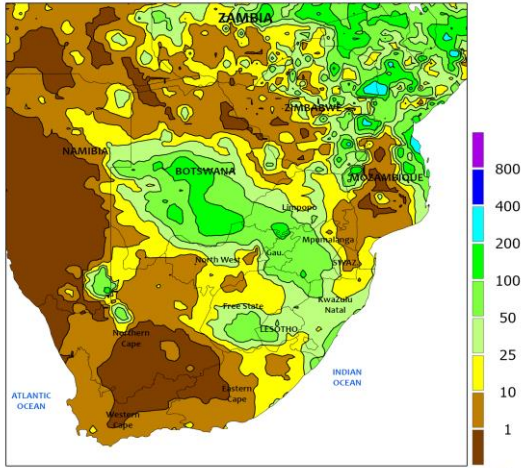 ZAMBIA
ZIMBABWE
NAMIBIA
BOTSWANA
MOZAMBIQUE
Limpopo
Mpumalanga
North West
Gau.
SWAZ.
Free State
KwaZulu
Natal
LESOTHO
Northern
Cape
Eastern
Cape
Western
Cape
ATLANTIC
OCEAN
INDIAN
OCEAN
800
400
200
100
50
25
10
1